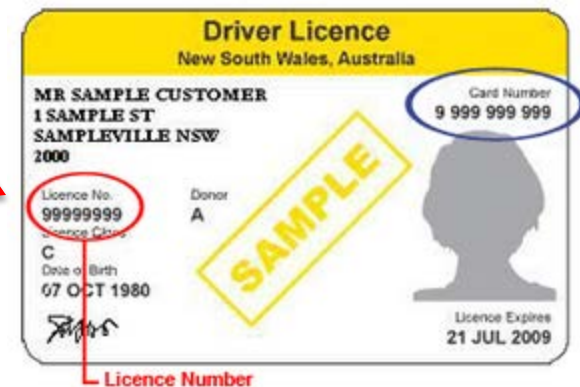 Driver Licence
New South Wales, Australia
MR SAMPLE CUSTOMER
1 SAMPLE ST
SAMPLEVILLE NSW
2000
Card Number
9 999 999 999
Licence No.
99999999
Donor
A
Licence Class
C
Date of Birth
07 OCT 1980
SAMPLE
Licence Expires
21 JUL 2009
Licence Number